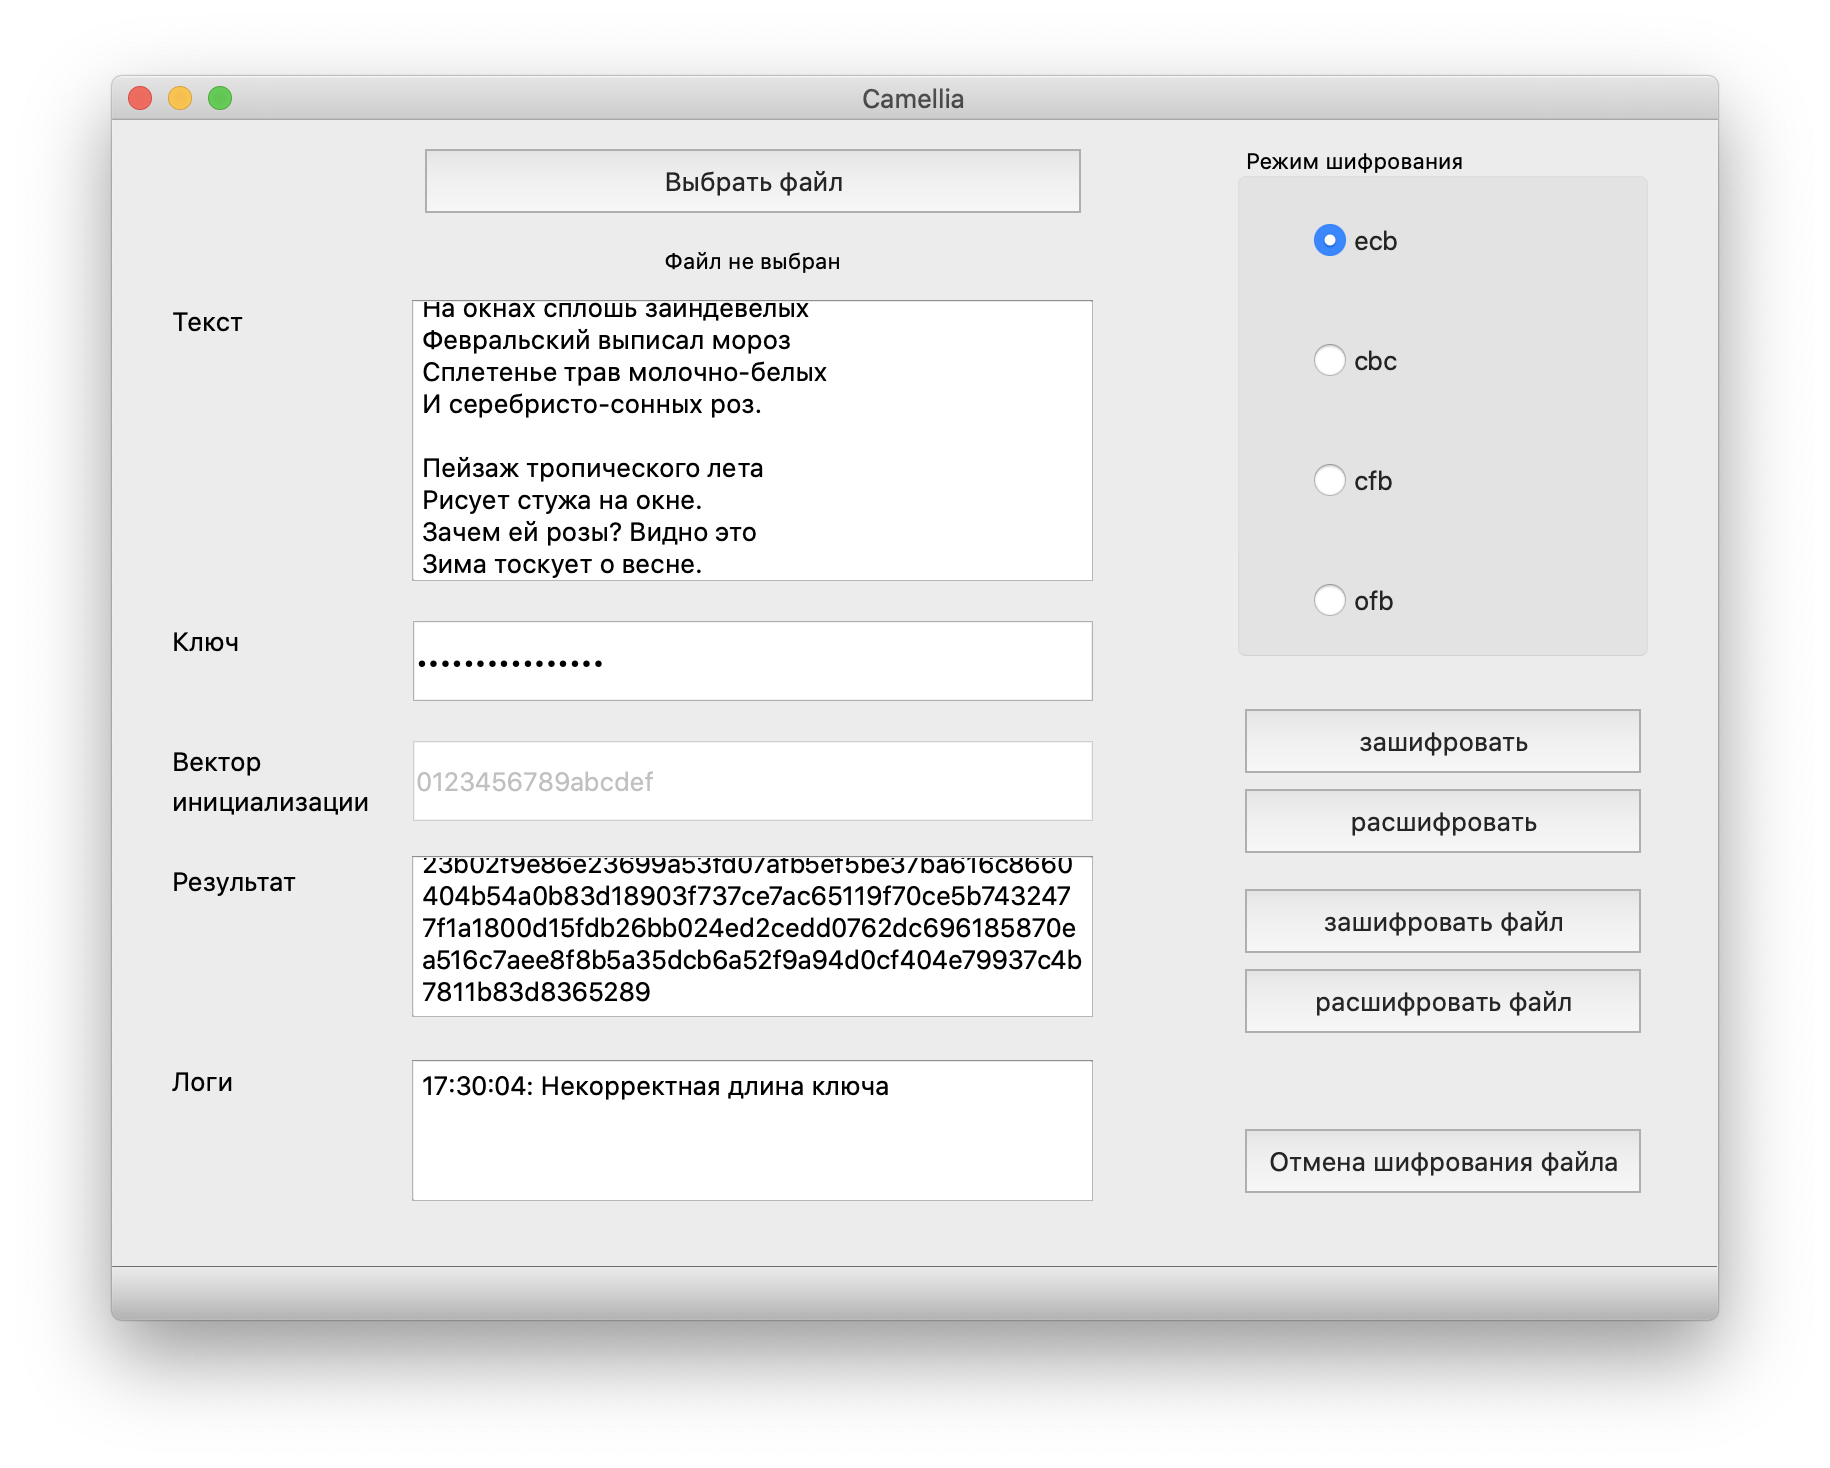 Camellia
Выбрать файл
Файл не выбран
Режим шифрования
ecb
cbc
cfb
ofb
Текст
На окнах сплошь заиндевелых
Февральский выписал мороз
Сплетенье трав молочно-белых
И серебристо-сонных роз.
Пейзаж тропического лета
Рисует стужа на окне.
Зачем ей розы? Видно это
Зима тоскует о весне.
Ключ
••••••••••••••••
Вектор
инициализации
0123456789abcdef
Результат
23b02f9e86e23699a53fd07afb5ef5be37ba616c8660
404b54a0b83d18903f737ce7ac65119f70ce5b743247
7f1a1800d15fdb26bb024ed2cedd0762dc696185870e
a516c7aee8f8b5a35dcb6a52f9a94d0cf404e79937c4b
7811b83d8365289
Логи
17:30:04: Некорректная длина ключа
зашифровать
расшифровать
зашифровать файл
расшифровать файл
Отмена шифрования файла